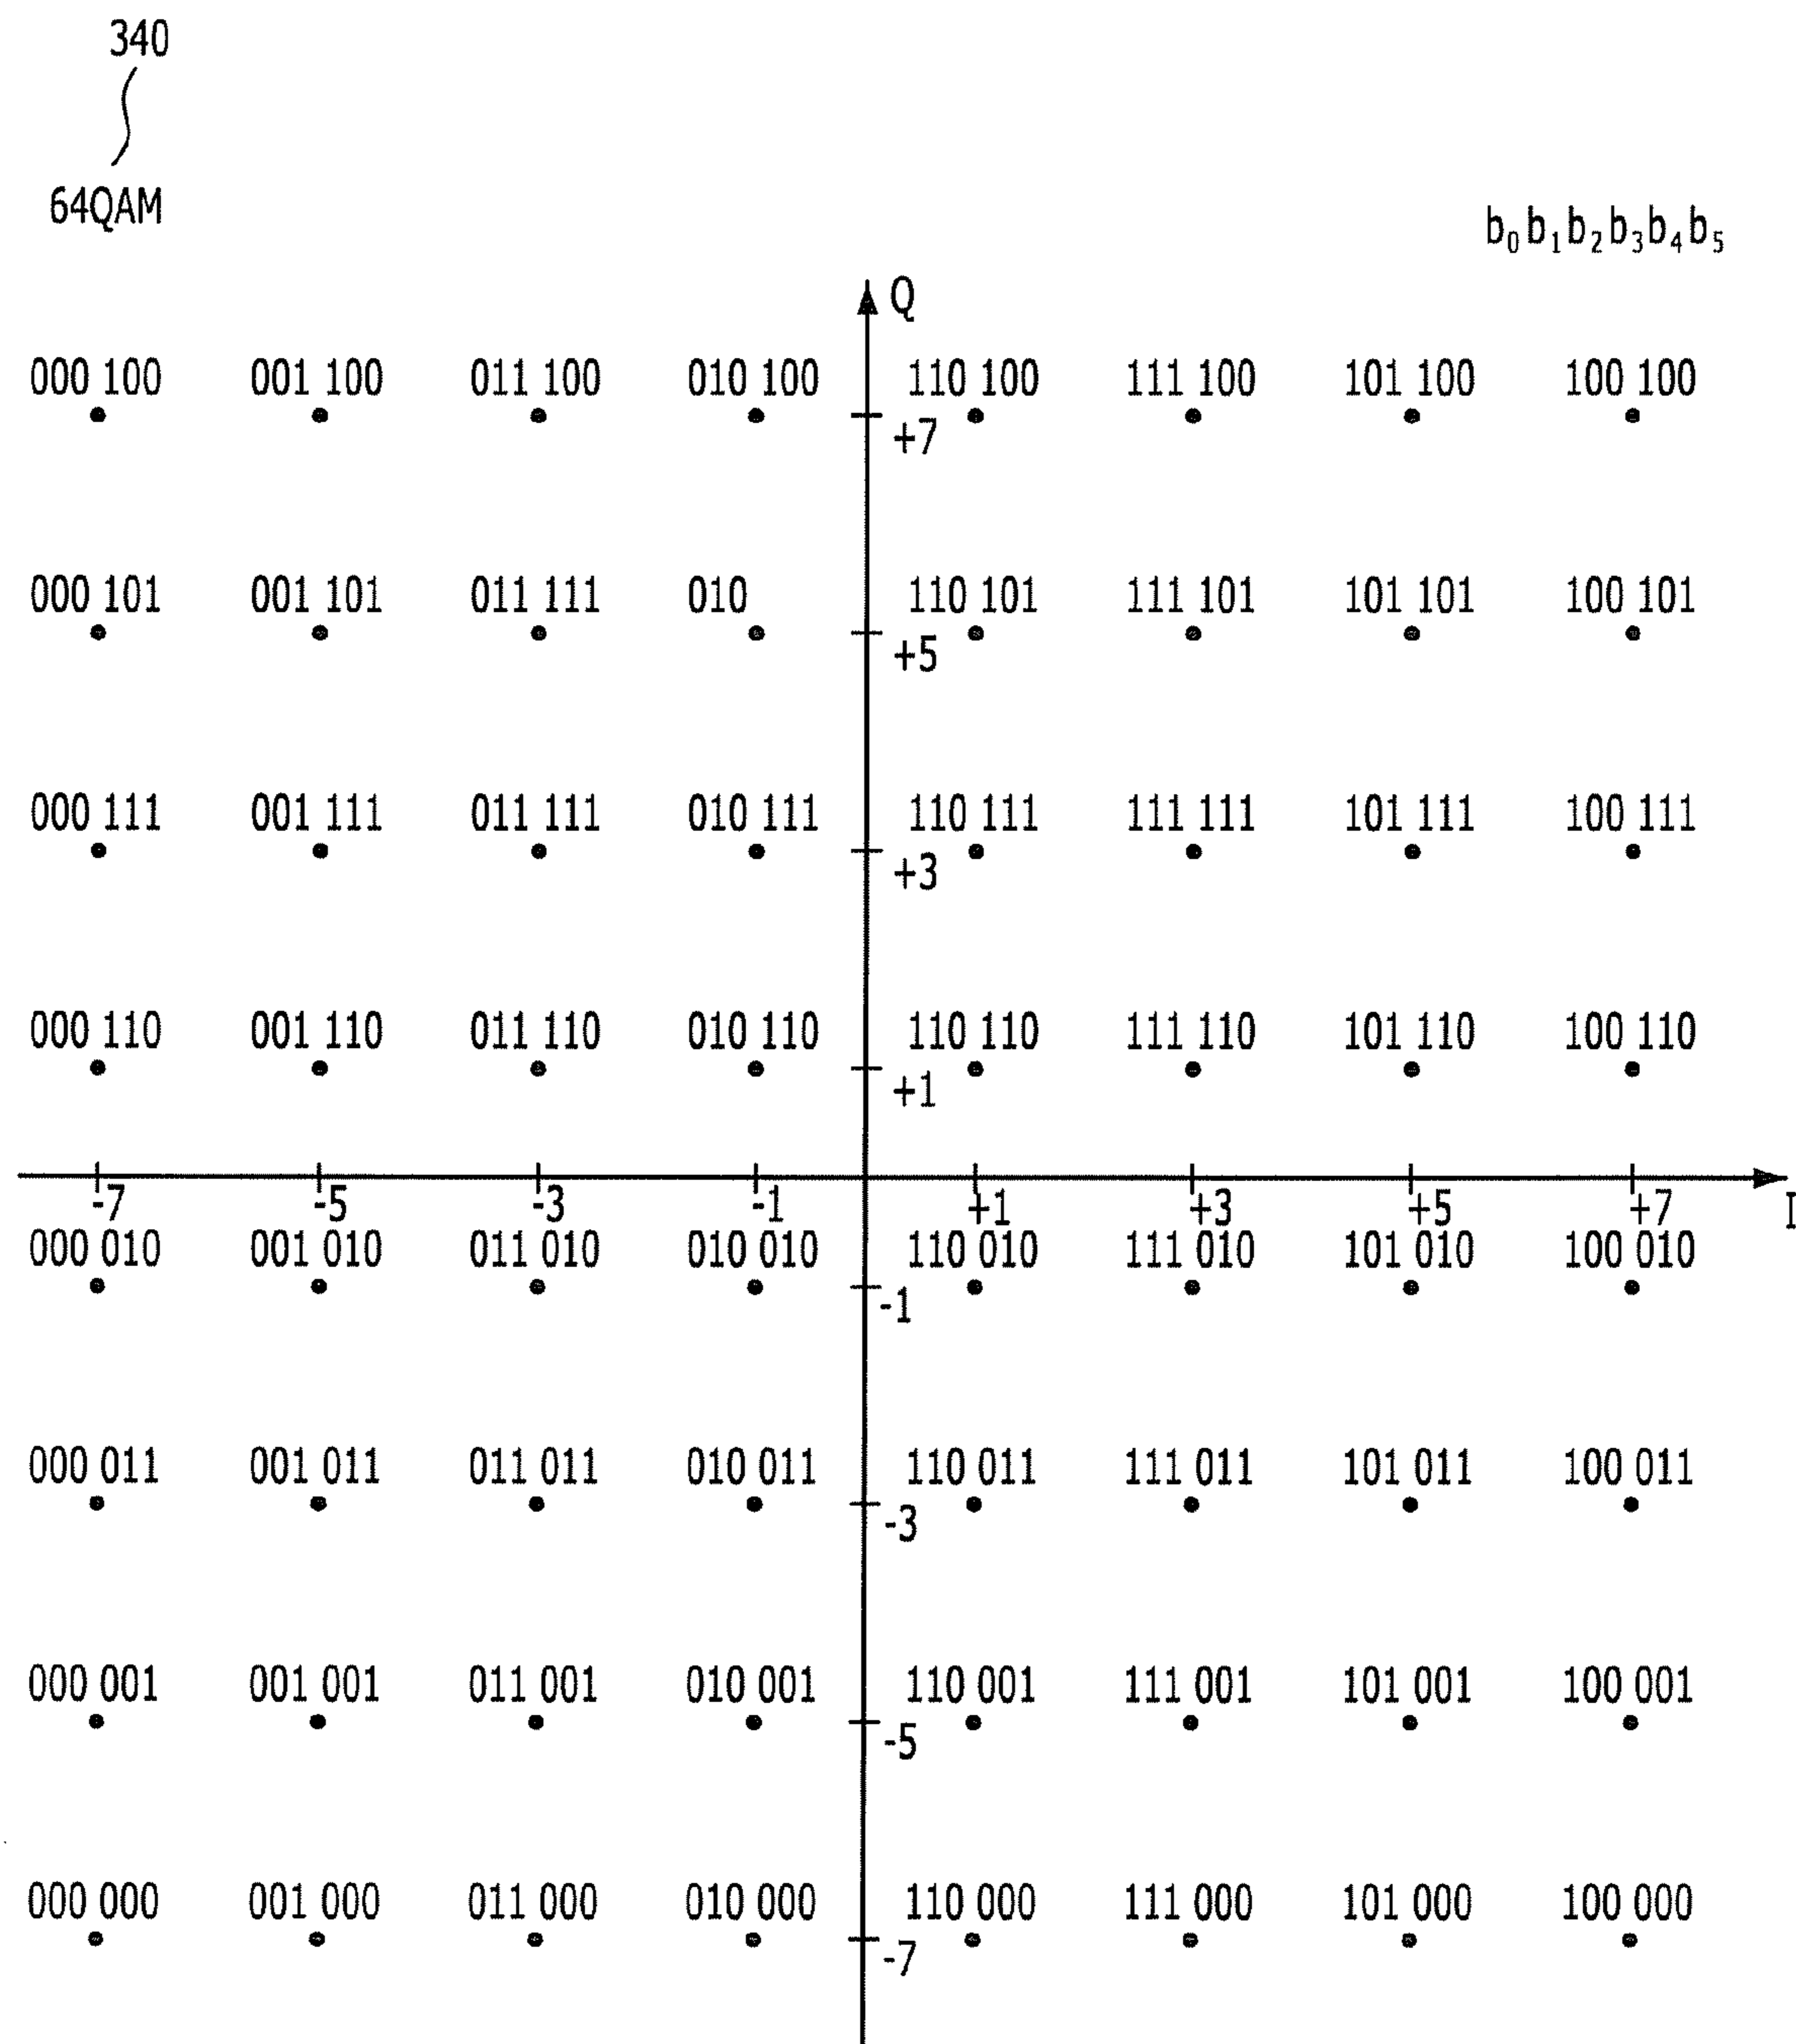 340
64QAM
b₀b₁b₂b₃b₄b₅
Q
000 100 001 100 011 100 010 100 110 100 111 100 101 100 100 100
+7
000 101 001 101 011 111 010 110 101 111 101 101 101 100 101
+5
000 111 001 111 011 111 010 111 110 111 111 111 101 111 100 111
+3
000 110 001 110 011 110 010 110 110 110 111 110 101 110 100 110
+1
-7 -5 -3 -1 +1 +3 +5 +7 I
000 010 001 010 011 010 010 010 110 010 111 010 101 010 100 010
-1
000 011 001 011 011 011 010 011 110 011 111 011 101 011 100 011
-3
000 001 001 001 011 001 010 001 110 001 111 001 101 001 100 001
-5
000 000 001 000 011 000 010 000 110 000 111 000 101 000 100 000
-7